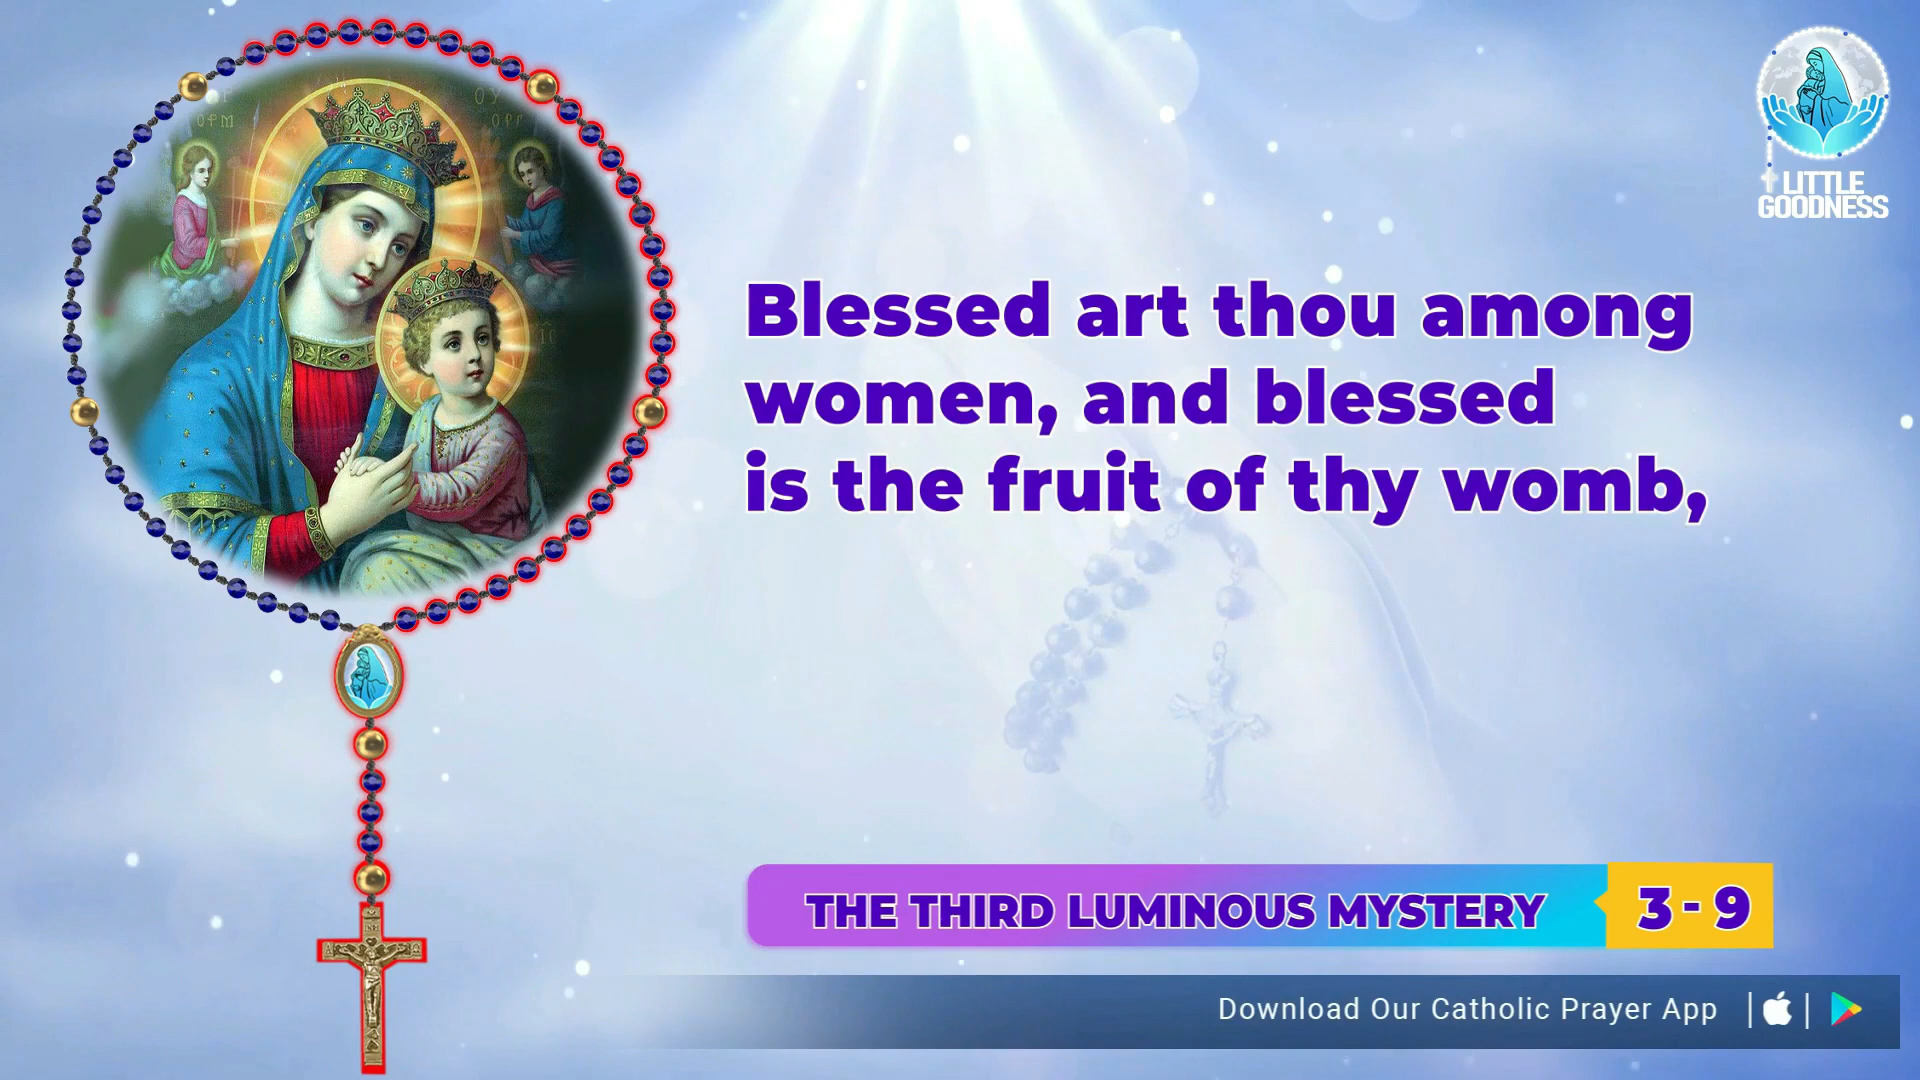 LITTLE
GOODNESS
Blessed art thou among
women, and blessed
is the fruit of thy womb,
THE THIRD LUMINOUS MYSTERY 3 - 9
Download Our Catholic Prayer App